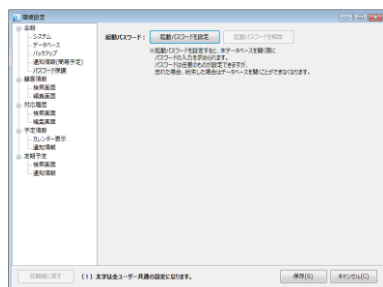 環境設定
全般
システム
データベース
バックアップ
通知情報(簡易予定)
パスワード保護
顧客情報
検索画面
編集画面
対応履歴
検索画面
編集画面
予定情報
カレンダー表示
通知情報
定期予定
検索画面
通知情報
起動パスワード： 起動パスワードを設定 起動パスワードを解除
※起動パスワードを設定すると、本データベースを開く際に
パスワードの入力を求められます。
パスワードは任意のものが設定できますが、
忘れた場合、紛失した場合はデータベースを開くことができなくなります。
初期値に戻す (！) 太字は全ユーザー共通の設定になります。 保存(S) キャンセル(C)